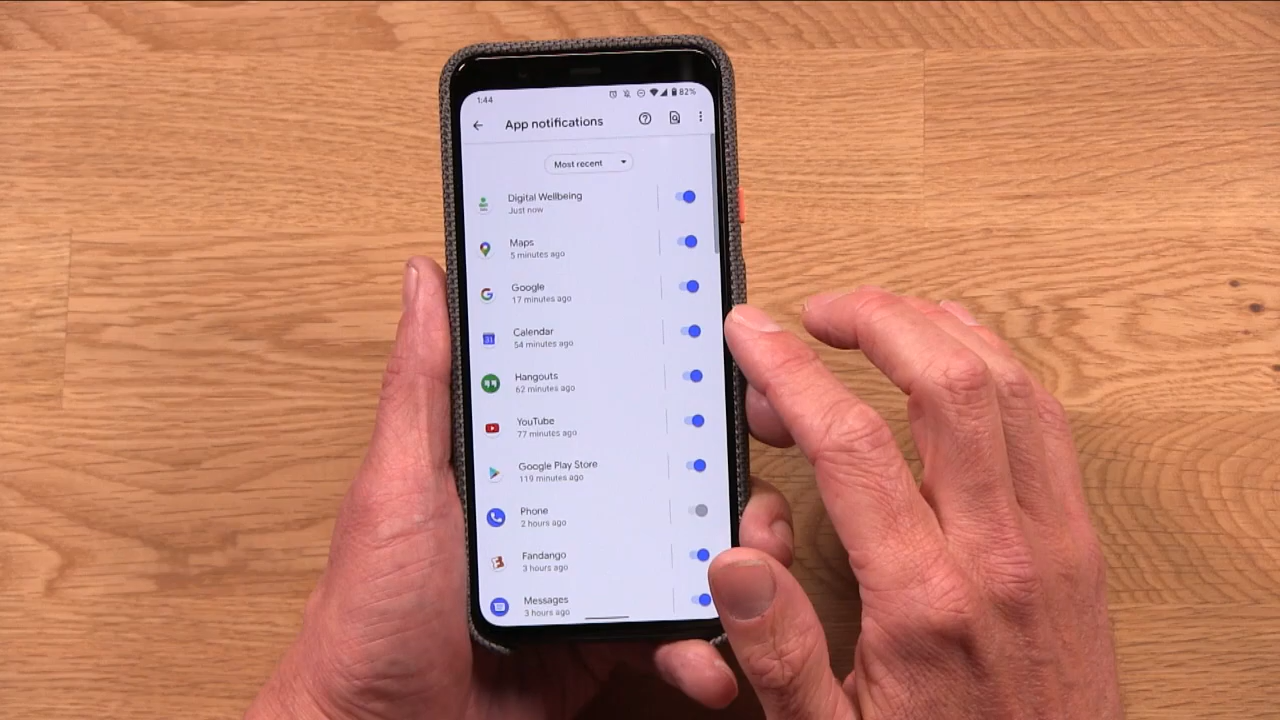 1:44
82%
App notifications
Most recent
Digital Wellbeing
Just now
Maps
5 minutes ago
Google
17 minutes ago
Calendar
54 minutes ago
Hangouts
62 minutes ago
YouTube
77 minutes ago
Google Play Store
119 minutes ago
Phone
2 hours ago
Fandango
3 hours ago
Messages
3 hours ago